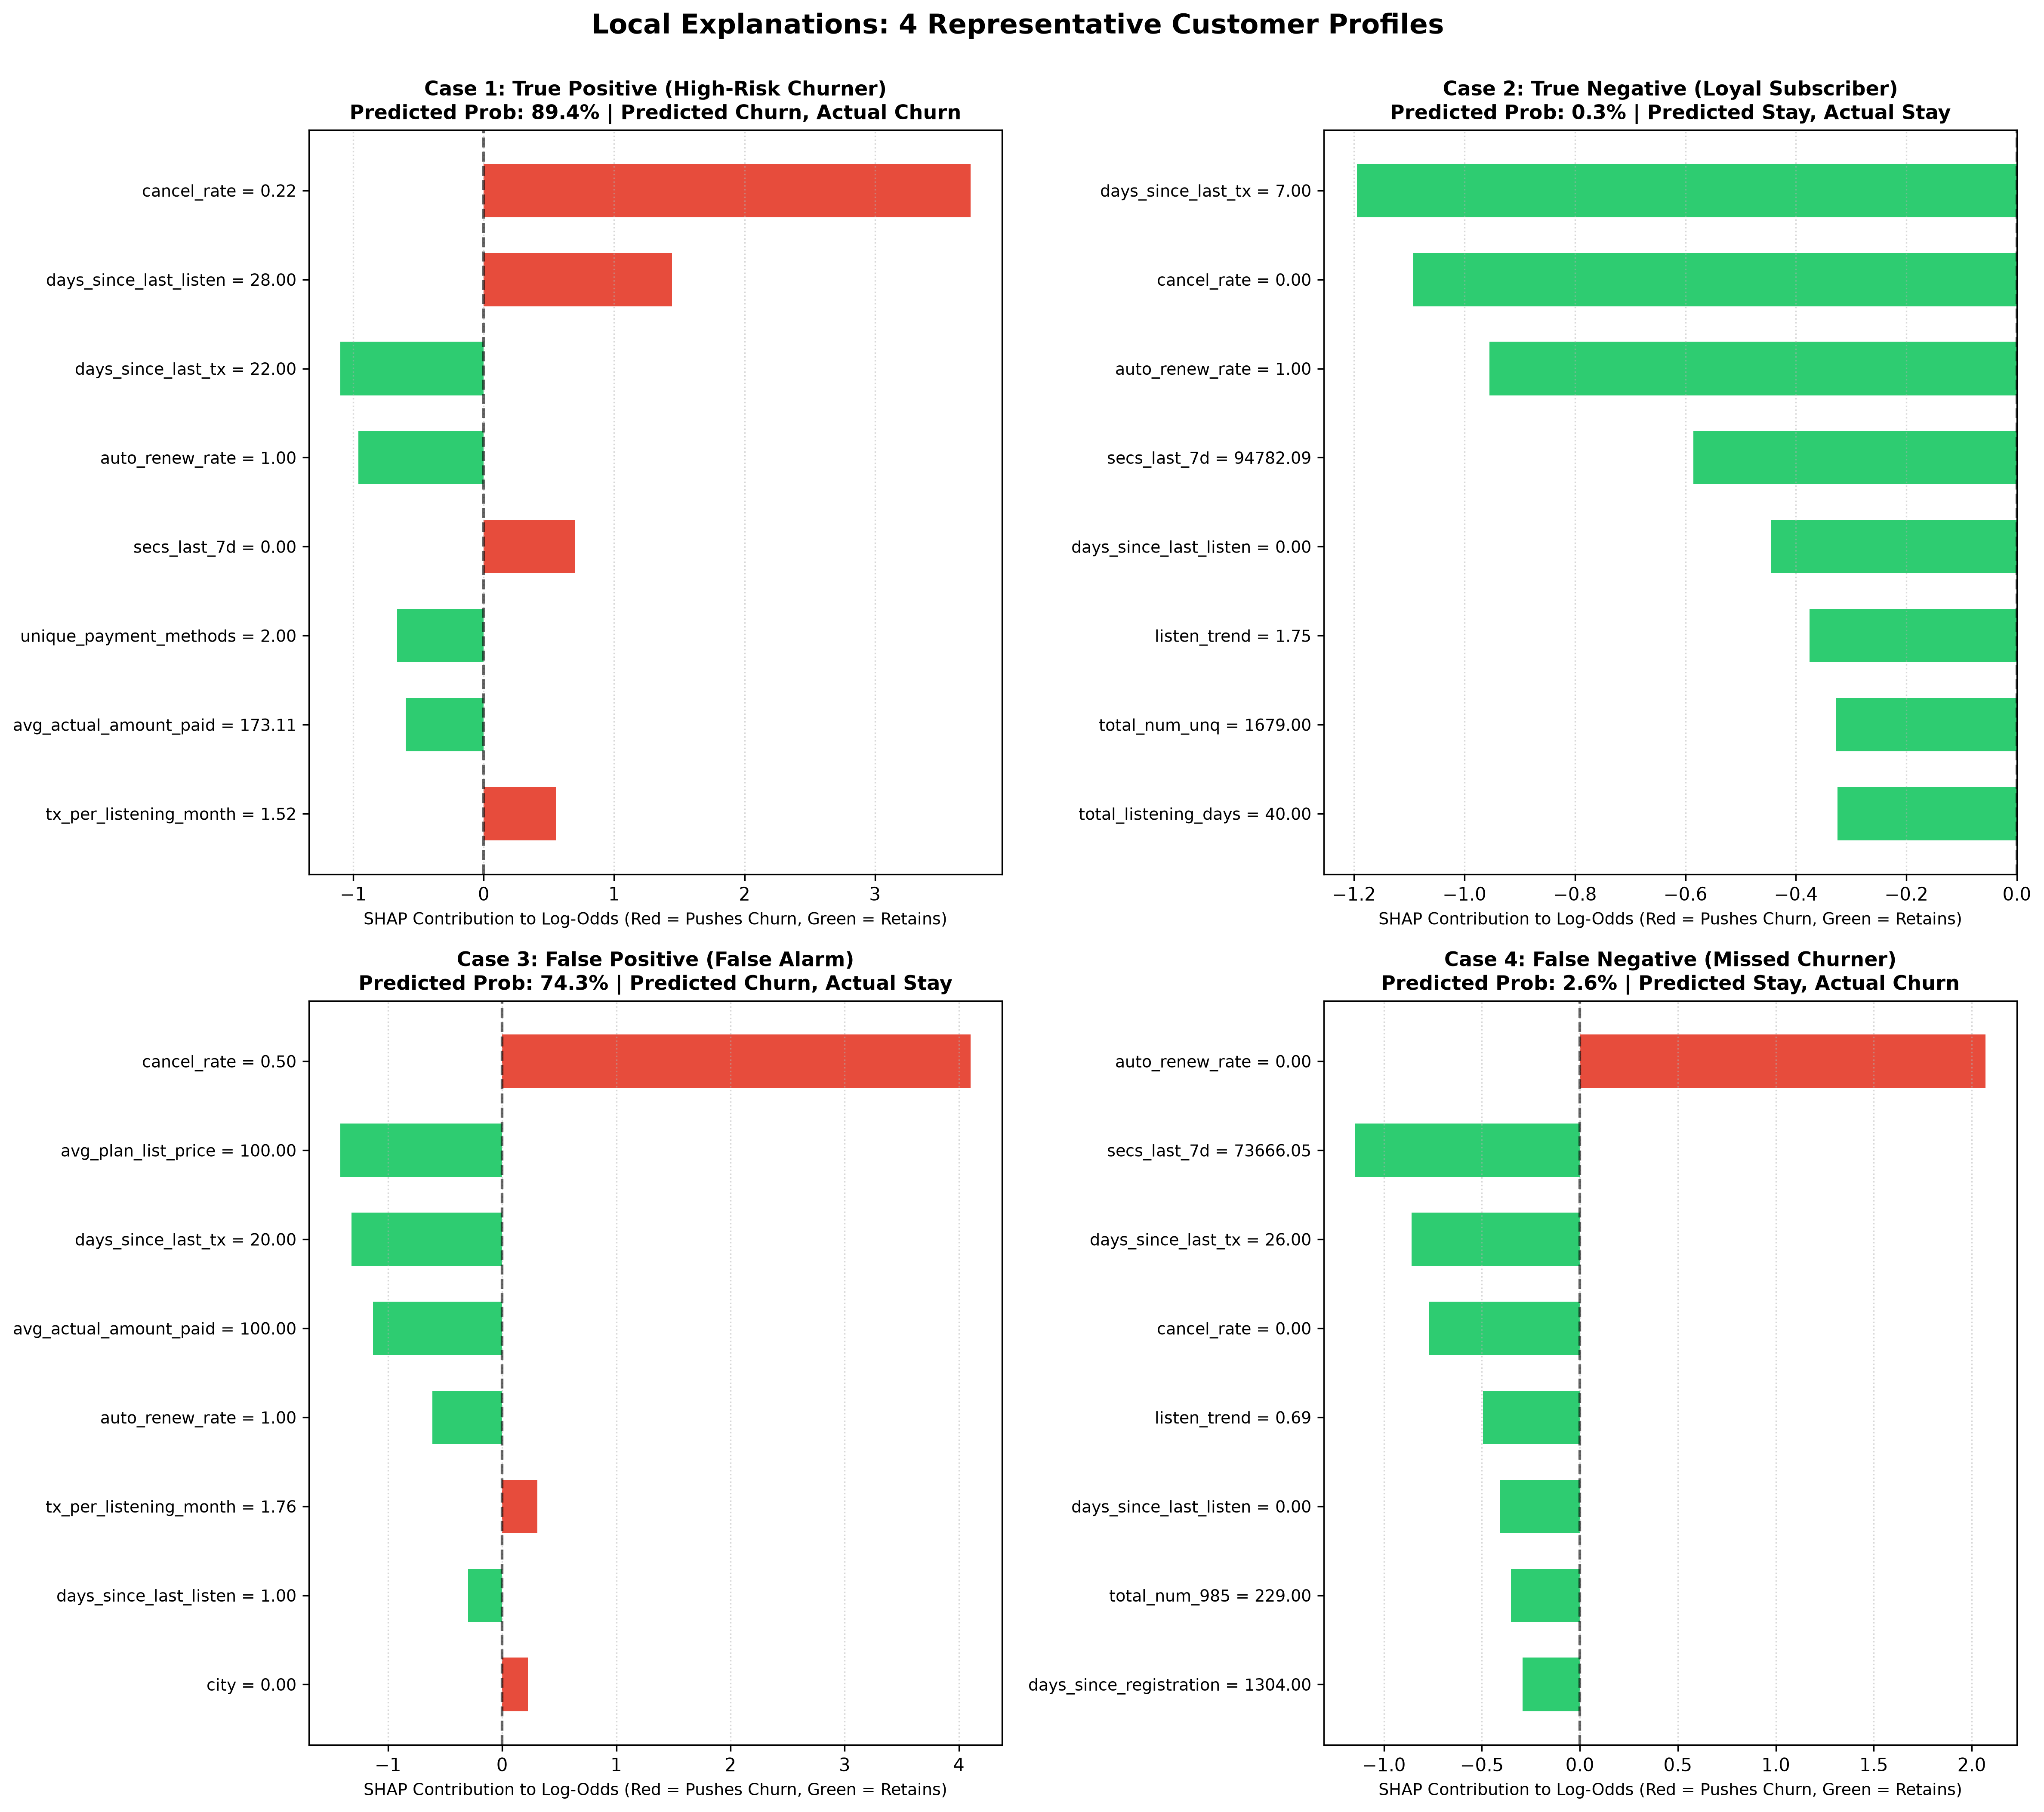 Local Explanations: 4 Representative Customer Profiles
Case 1: True Positive (High-Risk Churner)
Predicted Prob: 89.4% | Predicted Churn, Actual Churn
cancel_rate = 0.22
days_since_last_listen = 28.00
days_since_last_tx = 22.00
auto_renew_rate = 1.00
secs_last_7d = 0.00
unique_payment_methods = 2.00
avg_actual_amount_paid = 173.11
tx_per_listening_month = 1.52
−1 0 1 2 3
SHAP Contribution to Log-Odds (Red = Pushes Churn, Green = Retains)
Case 2: True Negative (Loyal Subscriber)
Predicted Prob: 0.3% | Predicted Stay, Actual Stay
days_since_last_tx = 7.00
cancel_rate = 0.00
auto_renew_rate = 1.00
secs_last_7d = 94782.09
days_since_last_listen = 0.00
listen_trend = 1.75
total_num_unq = 1679.00
total_listening_days = 40.00
−1.2 −1.0 −0.8 −0.6 −0.4 −0.2 0.0
SHAP Contribution to Log-Odds (Red = Pushes Churn, Green = Retains)
Case 3: False Positive (False Alarm)
Predicted Prob: 74.3% | Predicted Churn, Actual Stay
cancel_rate = 0.50
avg_plan_list_price = 100.00
days_since_last_tx = 20.00
avg_actual_amount_paid = 100.00
auto_renew_rate = 1.00
tx_per_listening_month = 1.76
days_since_last_listen = 1.00
city = 0.00
−1 0 1 2 3 4
SHAP Contribution to Log-Odds (Red = Pushes Churn, Green = Retains)
Case 4: False Negative (Missed Churner)
Predicted Prob: 2.6% | Predicted Stay, Actual Churn
auto_renew_rate = 0.00
secs_last_7d = 73666.05
days_since_last_tx = 26.00
cancel_rate = 0.00
listen_trend = 0.69
days_since_last_listen = 0.00
total_num_985 = 229.00
days_since_registration = 1304.00
−1.0 −0.5 0.0 0.5 1.0 1.5 2.0
SHAP Contribution to Log-Odds (Red = Pushes Churn, Green = Retains)